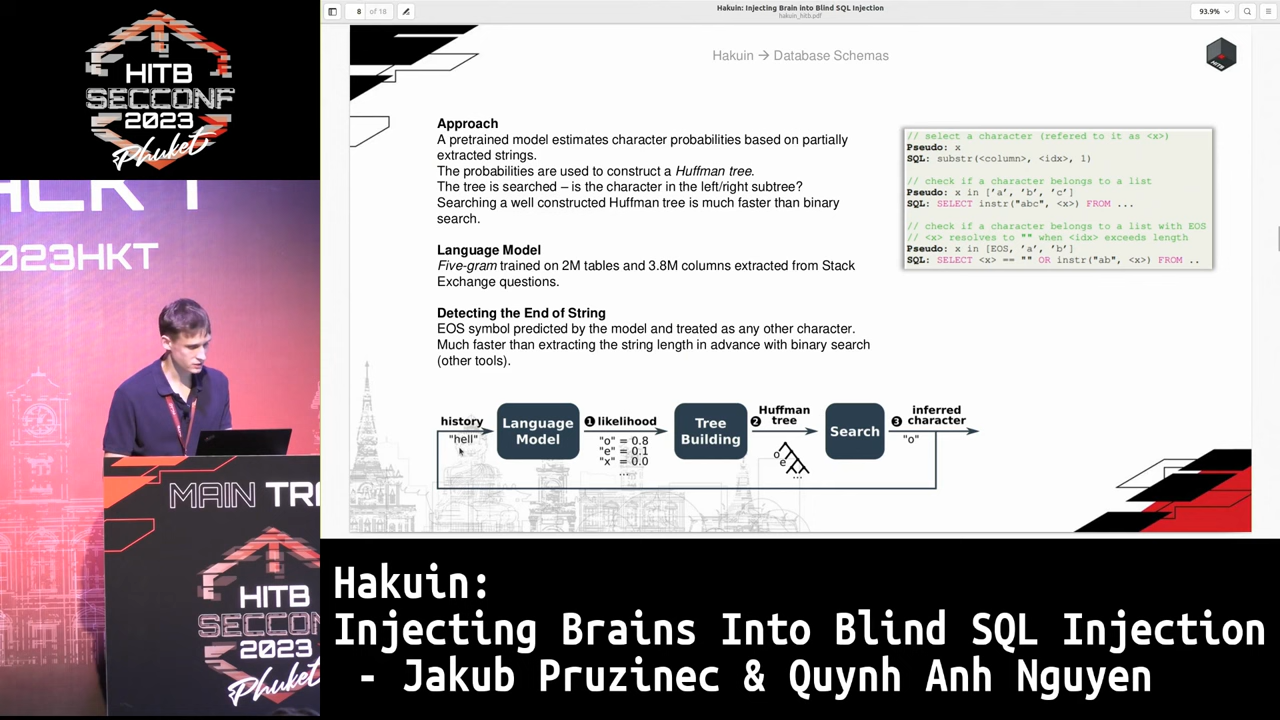 HITB
SECCONF
2023
Phuket
ACK T
023HKT
MAIN TRA
HITB
SECCON
2023
Phuket
8 of 18
Hakuin: Injecting Brain into Blind SQL Injection
hakuin_hitb.pdf
93.9%
Hakuin → Database Schemas
HITB
Approach
A pretrained model estimates character probabilities based on partially
extracted strings.
The probabilities are used to construct a Huffman tree.
The tree is searched – is the character in the left/right subtree?
Searching a well constructed Huffman tree is much faster than binary
search.
Language Model
Five-gram trained on 2M tables and 3.8M columns extracted from Stack
Exchange questions.
Detecting the End of String
EOS symbol predicted by the model and treated as any other character.
Much faster than extracting the string length in advance with binary search
(other tools).
// select a character (refered to it as <x>)
Pseudo: x
SQL: substr(<column>, <idx>, 1)
// check if a character belongs to a list
Pseudo: x in ['a', 'b', 'c']
SQL: SELECT instr("abc", <x>) FROM ...
// check if a character belongs to a list with EOS
// <x> resolves to "" when <idx> exceeds length
Pseudo: x in [EOS, 'a', 'b']
SQL: SELECT <x> == "" OR instr("ab", <x>) FROM ..
history
"hell"
Language
Model
1 likelihood
"o" = 0.8
"e" = 0.1
"x" = 0.0
...
Tree
Building
Huffman
2 tree
o
e
...
Search
inferred
3 character
"o"
Hakuin:
Injecting Brains Into Blind SQL Injection
- Jakub Pruzinec & Quynh Anh Nguyen